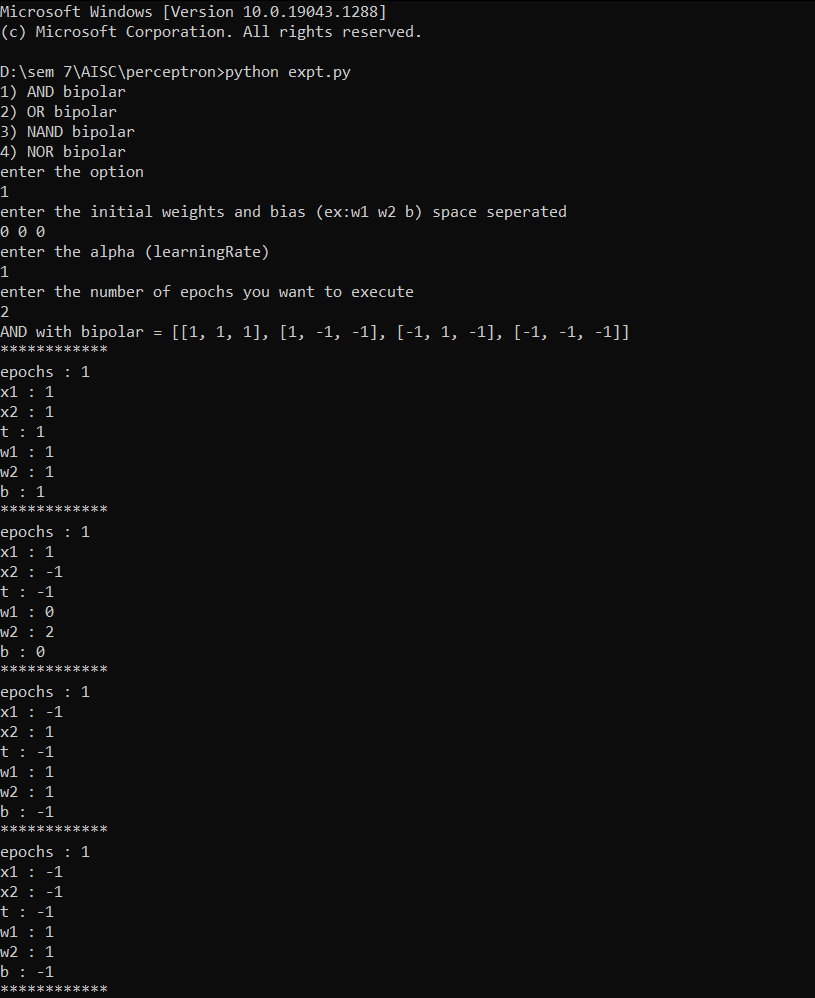 Microsoft Windows [Version 10.0.19043.1288]
(c) Microsoft Corporation. All rights reserved.
D:\sem 7\AISC\perceptron>python expt.py
1) AND bipolar
2) OR bipolar
3) NAND bipolar
4) NOR bipolar
enter the option
1
enter the initial weights and bias (ex:w1 w2 b) space seperated
0 0 0
enter the alpha (learningRate)
1
enter the number of epochs you want to execute
2
AND with bipolar = [[1, 1, 1], [1, -1, -1], [-1, 1, -1], [-1, -1, -1]]
************
epochs : 1
x1 : 1
x2 : 1
t : 1
w1 : 1
w2 : 1
b : 1
************
epochs : 1
x1 : 1
x2 : -1
t : -1
w1 : 0
w2 : 2
b : 0
************
epochs : 1
x1 : -1
x2 : 1
t : -1
w1 : 1
w2 : 1
b : -1
************
epochs : 1
x1 : -1
x2 : -1
t : -1
w1 : 1
w2 : 1
b : -1
************